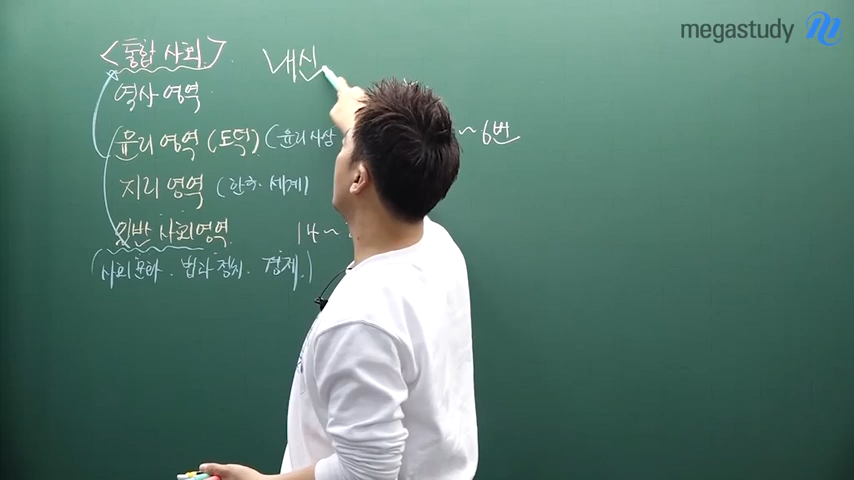 megastudy
<통합 사회> 내신
역사 영역
윤리 영역 (도덕) (윤리사상 ~ 6번
지리 영역 (한국. 세계)
일반 사회영역 14 ~
(사회문화. 법과 정치. 경제.)